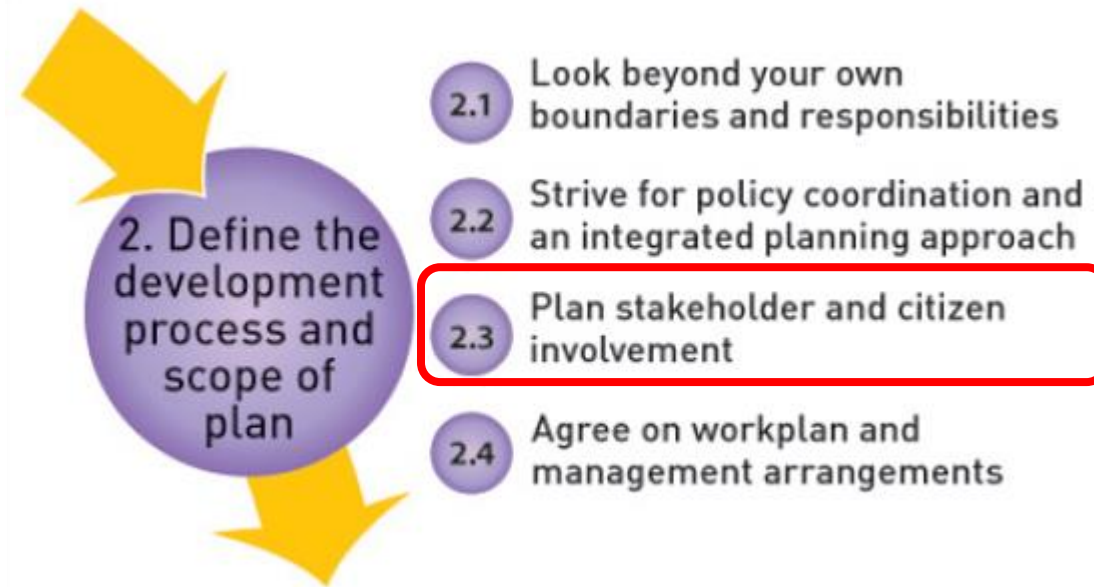 2. Define the
development
process and
scope of
plan
2.1
Look beyond your own
boundaries and responsibilities
2.2
Strive for policy coordination and
an integrated planning approach
2.3
Plan stakeholder and citizen
involvement
2.4
Agree on workplan and
management arrangements